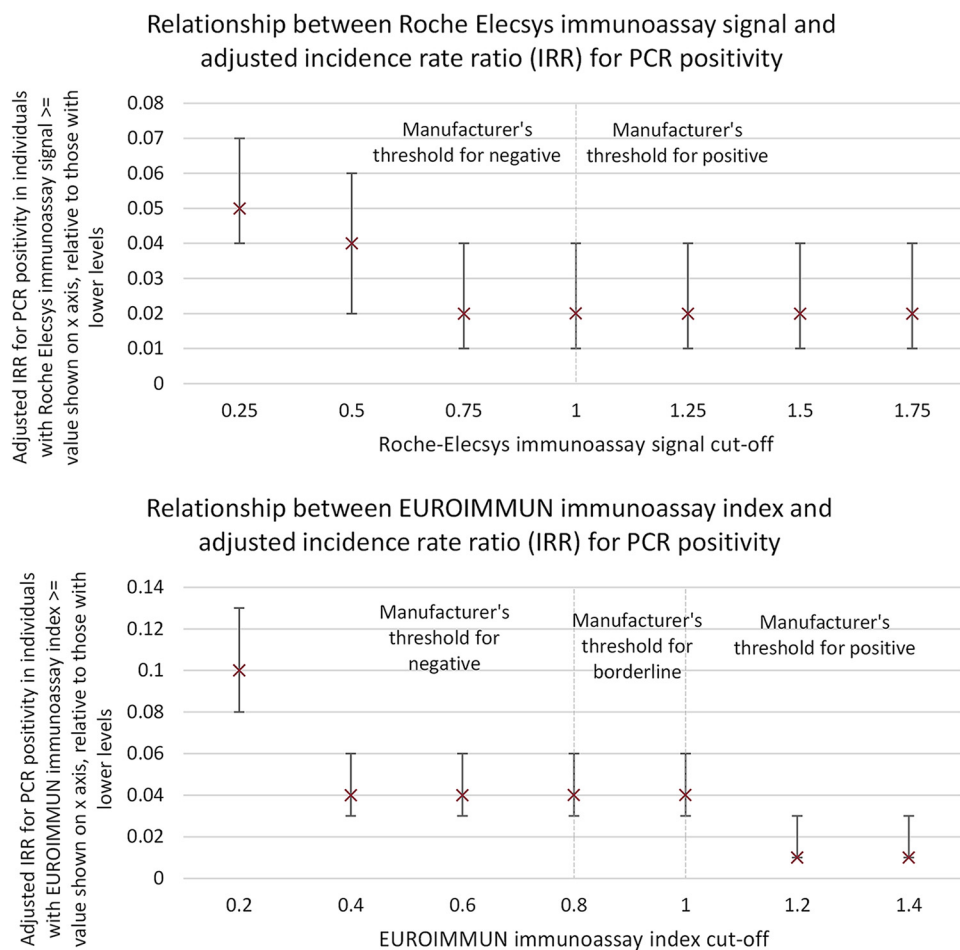 Relationship between Roche Elecsys immunoassay signal and
adjusted incidence rate ratio (IRR) for PCR positivity
Adjusted IRR for PCR positivity in individuals
with Roche Elecsys immunoassay signal >=
value shown on x axis, relative to those with
lower levels
0.08
0.07
0.06
0.05
0.04
0.03
0.02
0.01
0
Manufacturer's
threshold for negative
Manufacturer's
threshold for positive
0.25 0.5 0.75 1 1.25 1.5 1.75
Roche-Elecsys immunoassay signal cut-off
Relationship between EUROIMMUN immunoassay index and
adjusted incidence rate ratio (IRR) for PCR positivity
Adjusted IRR for PCR positivity in individuals
with EUROIMMUN immunoassay index >=
value shown on x axis, relative to those with
lower levels
0.14
0.12
0.1
0.08
0.06
0.04
0.02
0
Manufacturer's
threshold for
negative
Manufacturer's
threshold for
borderline
Manufacturer's
threshold for positive
0.2 0.4 0.6 0.8 1 1.2 1.4
EUROIMMUN immunoassay index cut-off